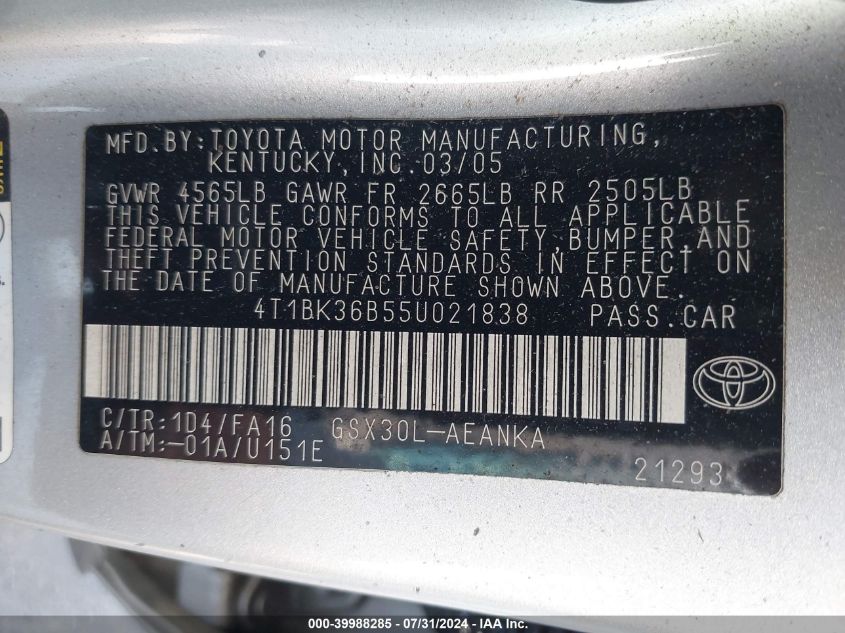 MFD. BY: TOYOTA MOTOR MANUFACTURING,
KENTUCKY, INC. 03/05
GVWR 4565LB GAWR FR 2665LB RR 2505LB
THIS VEHICLE CONFORMS TO ALL APPLICABLE
FEDERAL MOTOR VEHICLE SAFETY, BUMPER, AND
THEFT PREVENTION STANDARDS IN EFFECT ON
THE DATE OF MANUFACTURE SHOWN ABOVE.
4T1BK36B55U021838 PASS. CAR
C/TR: 1D4/FA16 GSX30L-AEANKA
A/TM: -01A/U151E
21293
000-39988285 - 07/31/2024 - IAA Inc.